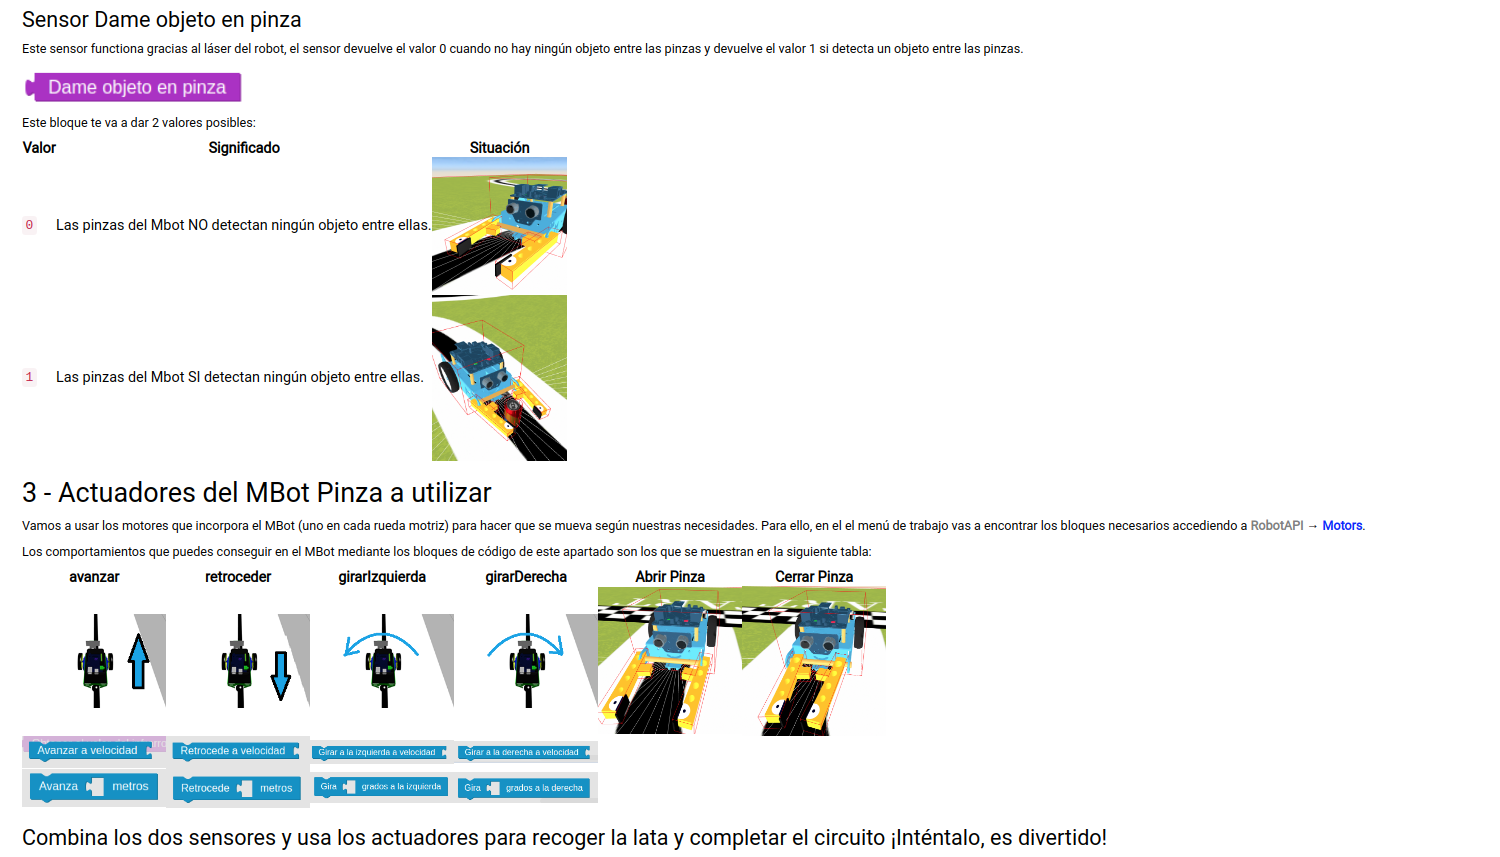 Sensor Dame objeto en pinza
Este sensor functiona gracias al láser del robot, el sensor devuelve el valor 0 cuando no hay ningún objeto entre las pinzas y devuelve el valor 1 si detecta un objeto entre las pinzas.
Dame objeto en pinza
Este bloque te va a dar 2 valores posibles:
Valor Significado Situación
0 Las pinzas del Mbot NO detectan ningún objeto entre ellas.
1 Las pinzas del Mbot SI detectan ningún objeto entre ellas.
3 - Actuadores del MBot Pinza a utilizar
Vamos a usar los motores que incorpora el MBot (uno en cada rueda motriz) para hacer que se mueva según nuestras necesidades. Para ello, en el el menú de trabajo vas a encontrar los bloques necesarios accediendo a RobotAPI → Motors.
Los comportamientos que puedes conseguir en el MBot mediante los bloques de código de este apartado son los que se muestran en la siguiente tabla:
avanzar retroceder girarIzquierda girarDerecha Abrir Pinza Cerrar Pinza
Avanzar a velocidad Retrocede a velocidad Girar a la izquierda a velocidad Girar a la derecha a velocidad
Avanza metros Retrocede metros Gira grados a la izquierda Gira grados a la derecha
Combina los dos sensores y usa los actuadores para recoger la lata y completar el circuito ¡Inténtalo, es divertido!